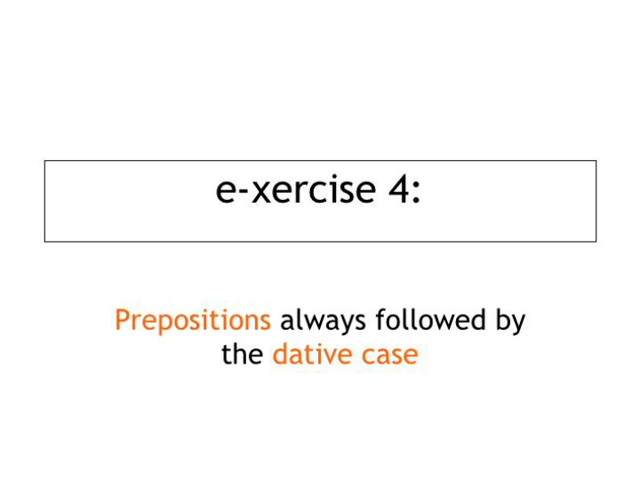 e-xercise 4:
Prepositions always followed by
the dative case